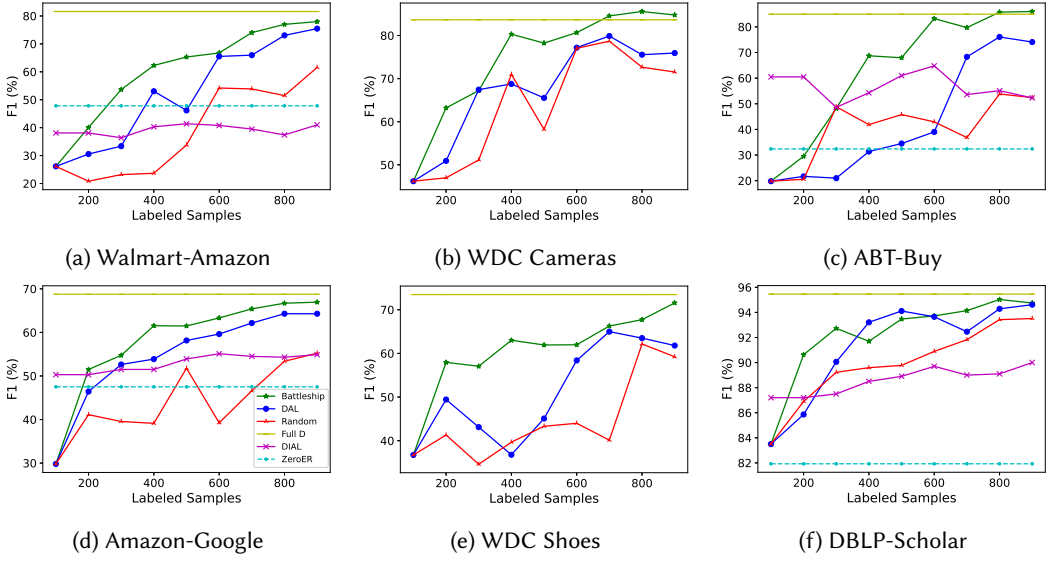 80
70
60
50
40
30
20
F1 (%)
200 400 600 800
Labeled Samples
(a) Walmart-Amazon
80
70
60
50
F1 (%)
200 400 600 800
Labeled Samples
(b) WDC Cameras
80
70
60
50
40
30
20
F1 (%)
200 400 600 800
Labeled Samples
(c) ABT-Buy
70
60
50
40
30
F1 (%)
Battleship
DAL
Random
Full D
DIAL
ZeroER
200 400 600 800
Labeled Samples
(d) Amazon-Google
70
60
50
40
F1 (%)
200 400 600 800
Labeled Samples
(e) WDC Shoes
96
94
92
90
88
86
84
82
F1 (%)
200 400 600 800
Labeled Samples
(f) DBLP-Scholar